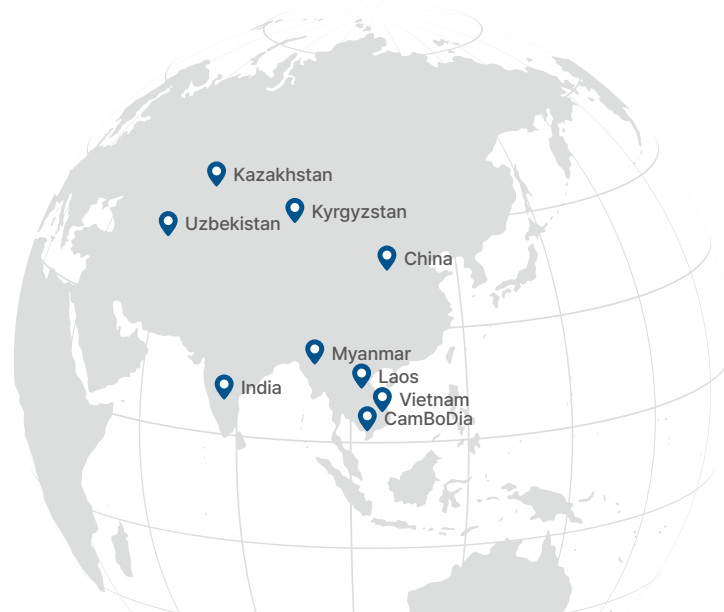 Kazakhstan
Kyrgyzstan
Uzbekistan
China
Myanmar
Laos
India
Vietnam
CamBoDia